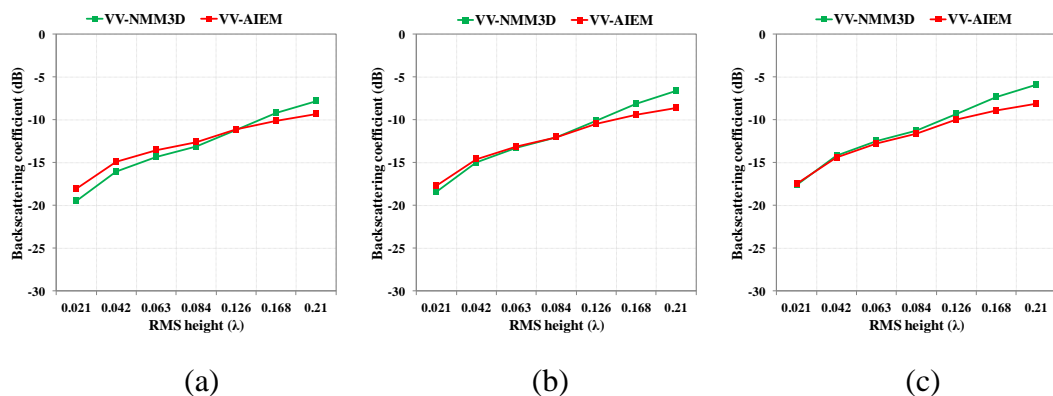 VV-NMM3D VV-AIEM
0
-5
-10
-15
-20
-25
-30
Backscattering coefficient (dB)
0.021 0.042 0.063 0.084 0.126 0.168 0.21
RMS height (λ)
(a)
VV-NMM3D VV-AIEM
0
-5
-10
-15
-20
-25
-30
Backscattering coefficient (dB)
0.021 0.042 0.063 0.084 0.126 0.168 0.21
RMS height (λ)
(b)
VV-NMM3D VV-AIEM
0
-5
-10
-15
-20
-25
-30
Backscattering coefficient (dB)
0.021 0.042 0.063 0.084 0.126 0.168 0.21
RMS height (λ)
(c)